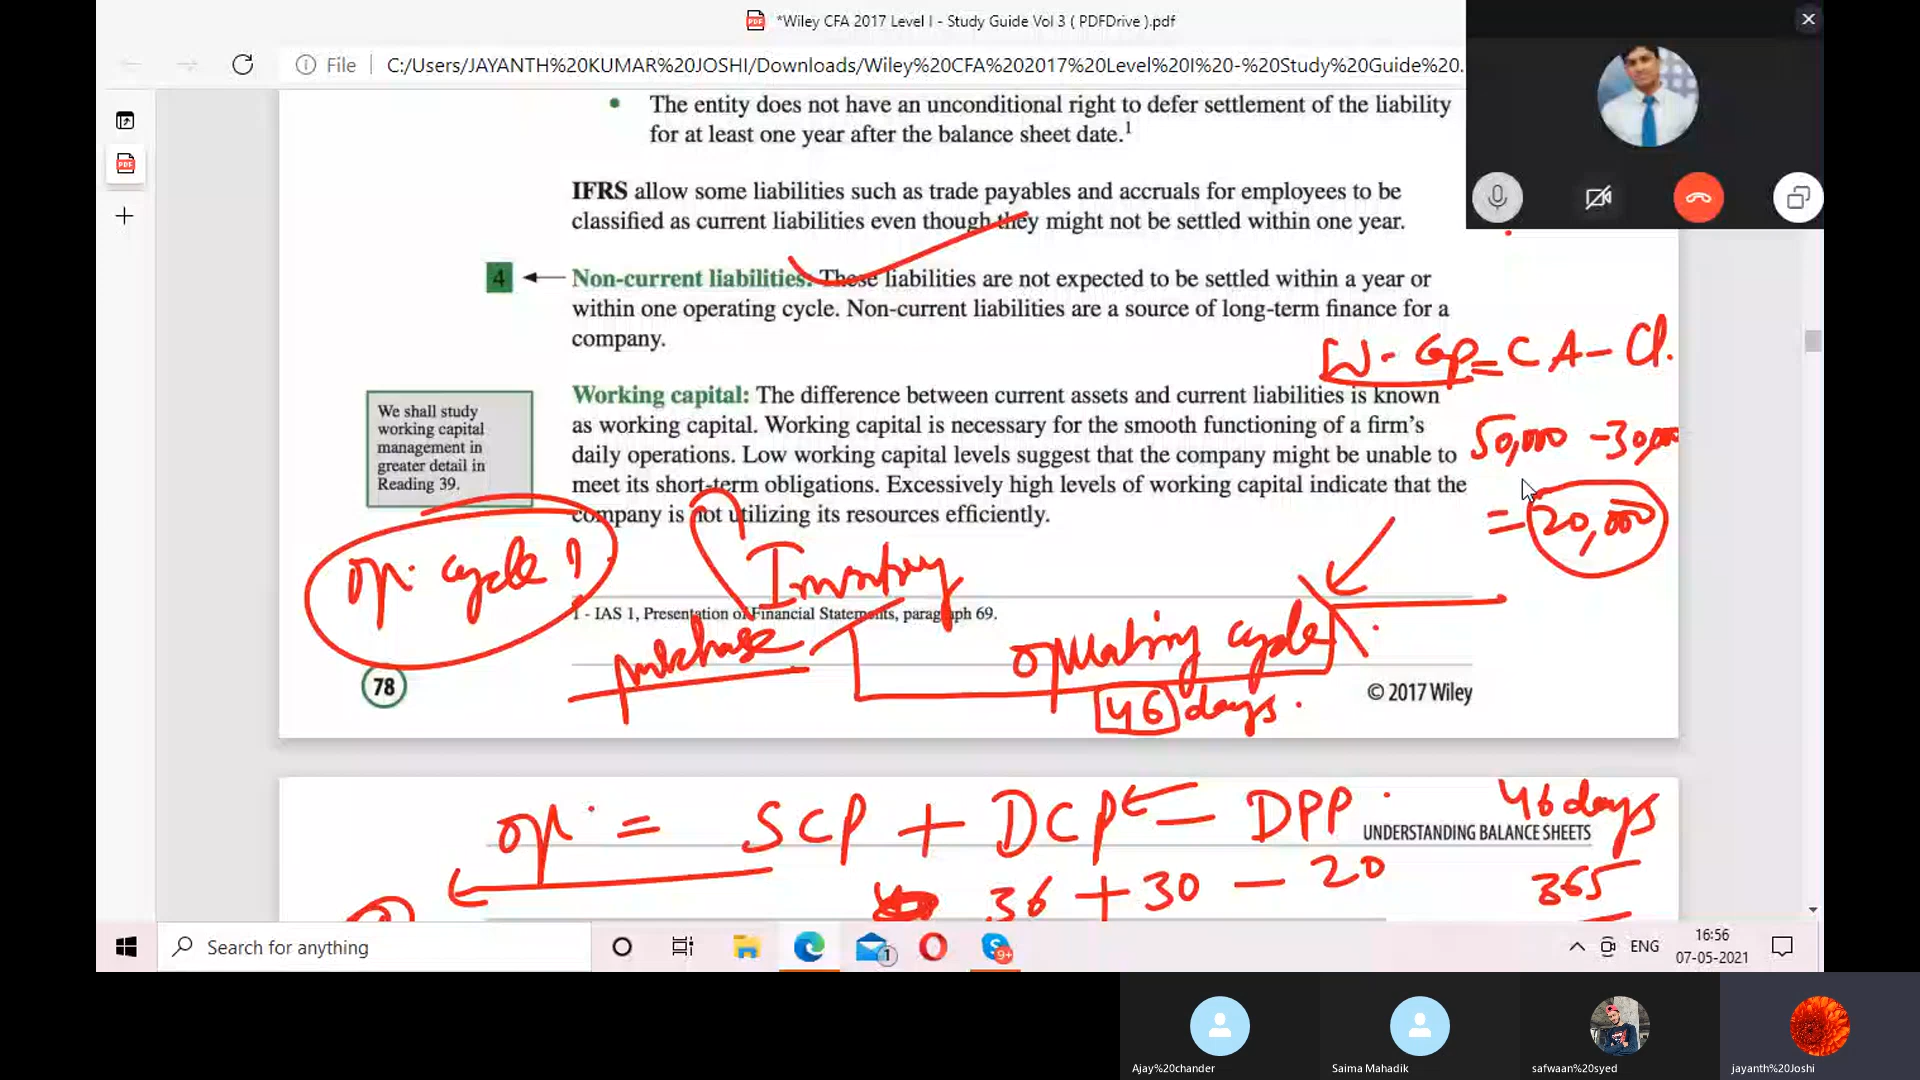 *Wiley CFA 2017 Level I - Study Guide Vol 3 ( PDFDrive ).pdf
File
C:/Users/JAYANTH%20KUMAR%20JOSHI/Downloads/Wiley%20CFA%202017%20Level%20I%20-%20Study%20Guide%20.
• The entity does not have an unconditional right to defer settlement of the liability
for at least one year after the balance sheet date.1
IFRS allow some liabilities such as trade payables and accruals for employees to be
classified as current liabilities even though they might not be settled within one year.
4
Non-current liabilities: These liabilities are not expected to be settled within a year or
within one operating cycle. Non-current liabilities are a source of long-term finance for a
company.
W. Cap = CA - Cl.
Working capital: The difference between current assets and current liabilities is known
as working capital. Working capital is necessary for the smooth functioning of a firm's
daily operations. Low working capital levels suggest that the company might be unable to
meet its short-term obligations. Excessively high levels of working capital indicate that the
company is not utilizing its resources efficiently.
We shall study
working capital
management in
greater detail in
Reading 39.
50,000 - 30,000
= 20,000
op. cycle
Inventory
1 - IAS 1, Presentation of Financial Statements, paragraph 69.
purchase
operating cycle
78
46 days.
© 2017 Wiley
op. = SCP + DCP - DPP
46 days
UNDERSTANDING BALANCE SHEETS
36 + 30 - 20
365
Search for anything
1
9+
ENG
16:56
07-05-2021
Ajay%20chander
Saima Mahadik
safwaan%20syed
jayanth%20Joshi